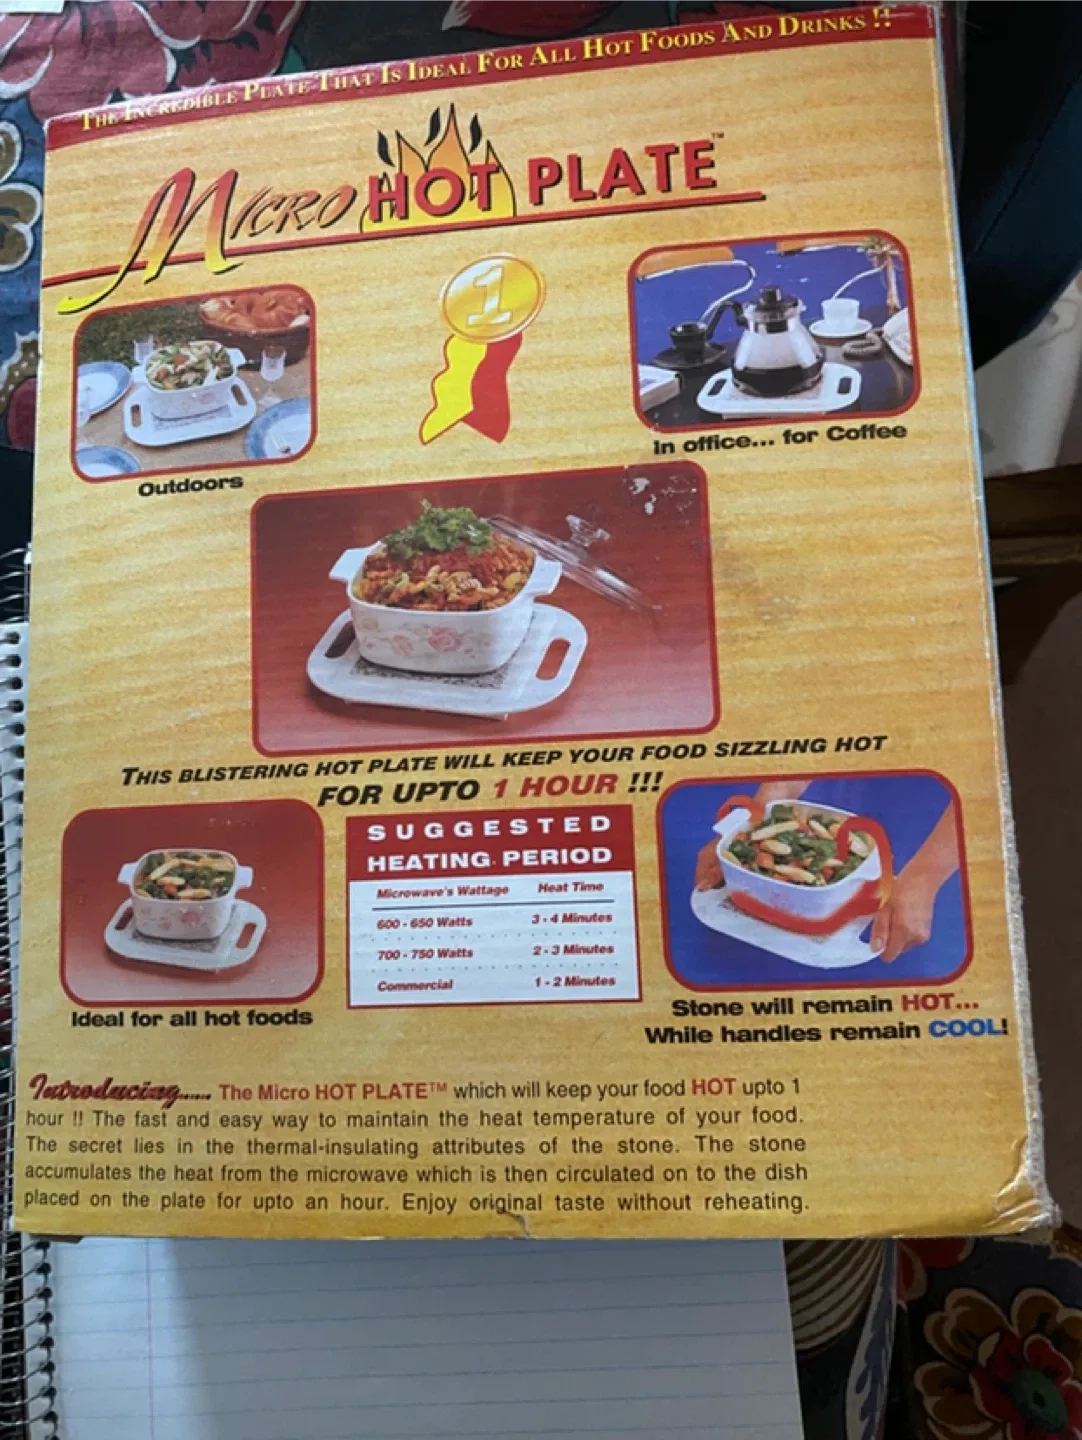 THE INCREDIBLE PLATE THAT IS IDEAL FOR ALL HOT FOODS AND DRINKS !!
MICRO HOT PLATE™
1
Outdoors
In office... for Coffee
THIS BLISTERING HOT PLATE WILL KEEP YOUR FOOD SIZZLING HOT
FOR UPTO 1 HOUR !!!
SUGGESTED
HEATING PERIOD
Microwave's Wattage Heat Time
600 - 650 Watts 3 - 4 Minutes
700 - 750 Watts 2 - 3 Minutes
Commercial 1 - 2 Minutes
Ideal for all hot foods
Stone will remain HOT...
While handles remain COOL!
Introducing...... The Micro HOT PLATE™ which will keep your food HOT upto 1
hour !! The fast and easy way to maintain the heat temperature of your food.
The secret lies in the thermal-insulating attributes of the stone. The stone
accumulates the heat from the microwave which is then circulated on to the dish
placed on the plate for upto an hour. Enjoy original taste without reheating.